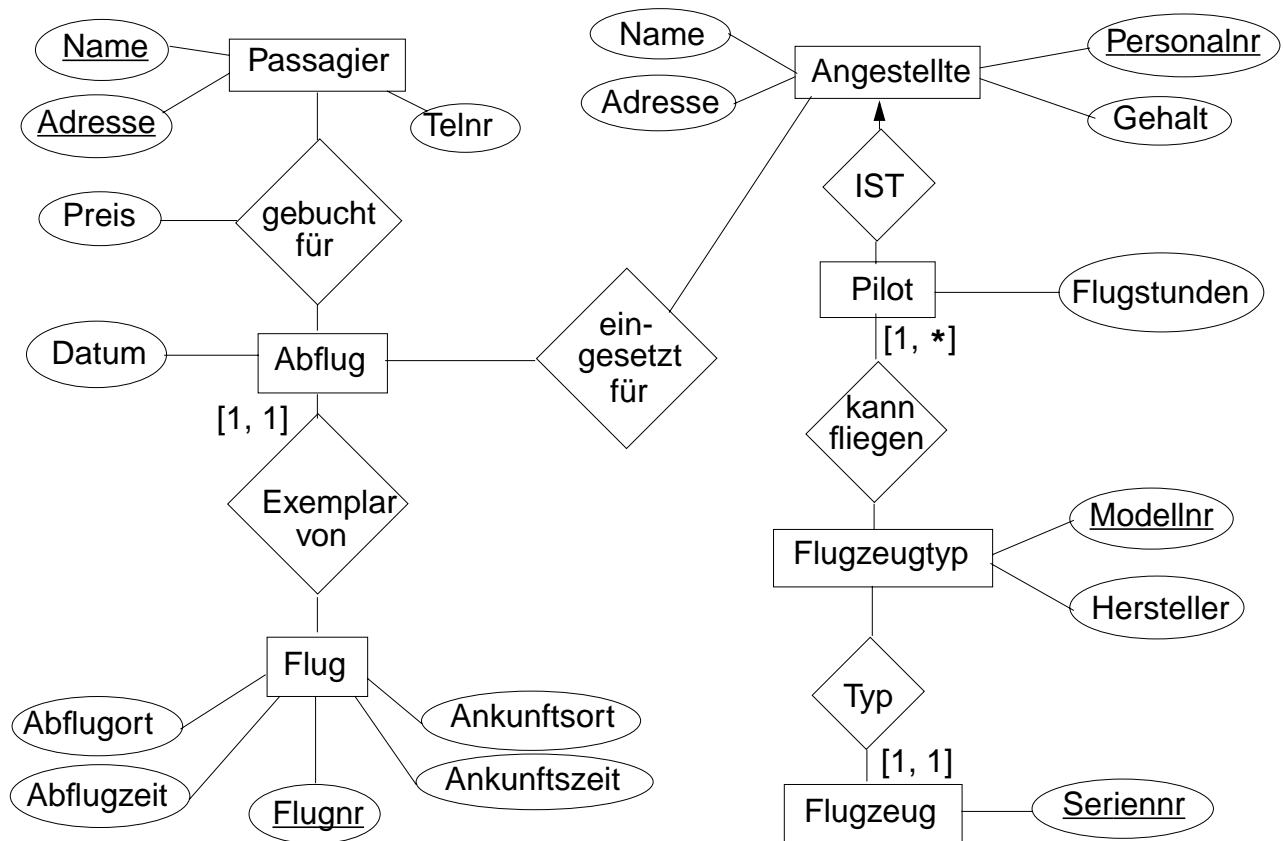 Name
Passagier
Adresse
Telnr
Preis
gebucht
für
Datum
Abflug
[1, 1]
Exemplar
von
Flug
Abflugort
Abflugzeit
Flugnr
Ankunftsort
Ankunftszeit
ein-
gesetzt
für
Name
Adresse
Angestellte
Personalnr
Gehalt
IST
Pilot
Flugstunden
[1, *]
kann
fliegen
Flugzeugtyp
Modellnr
Hersteller
Typ
[1, 1]
Flugzeug
Seriennr